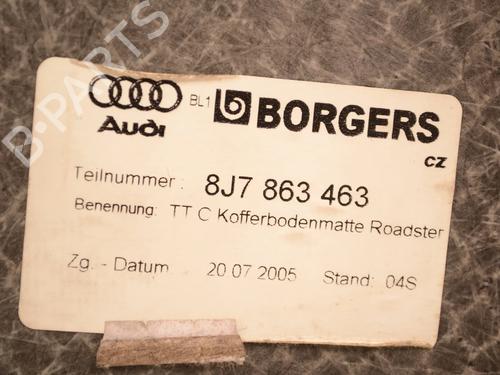 Audi
BL1 BORGERS
CZ
Teilnummer : 8J7 863 463
Benennung: TT C Kofferbodenmatte Roadster
Zg. - Datum 20 07 2005 Stand: 04S